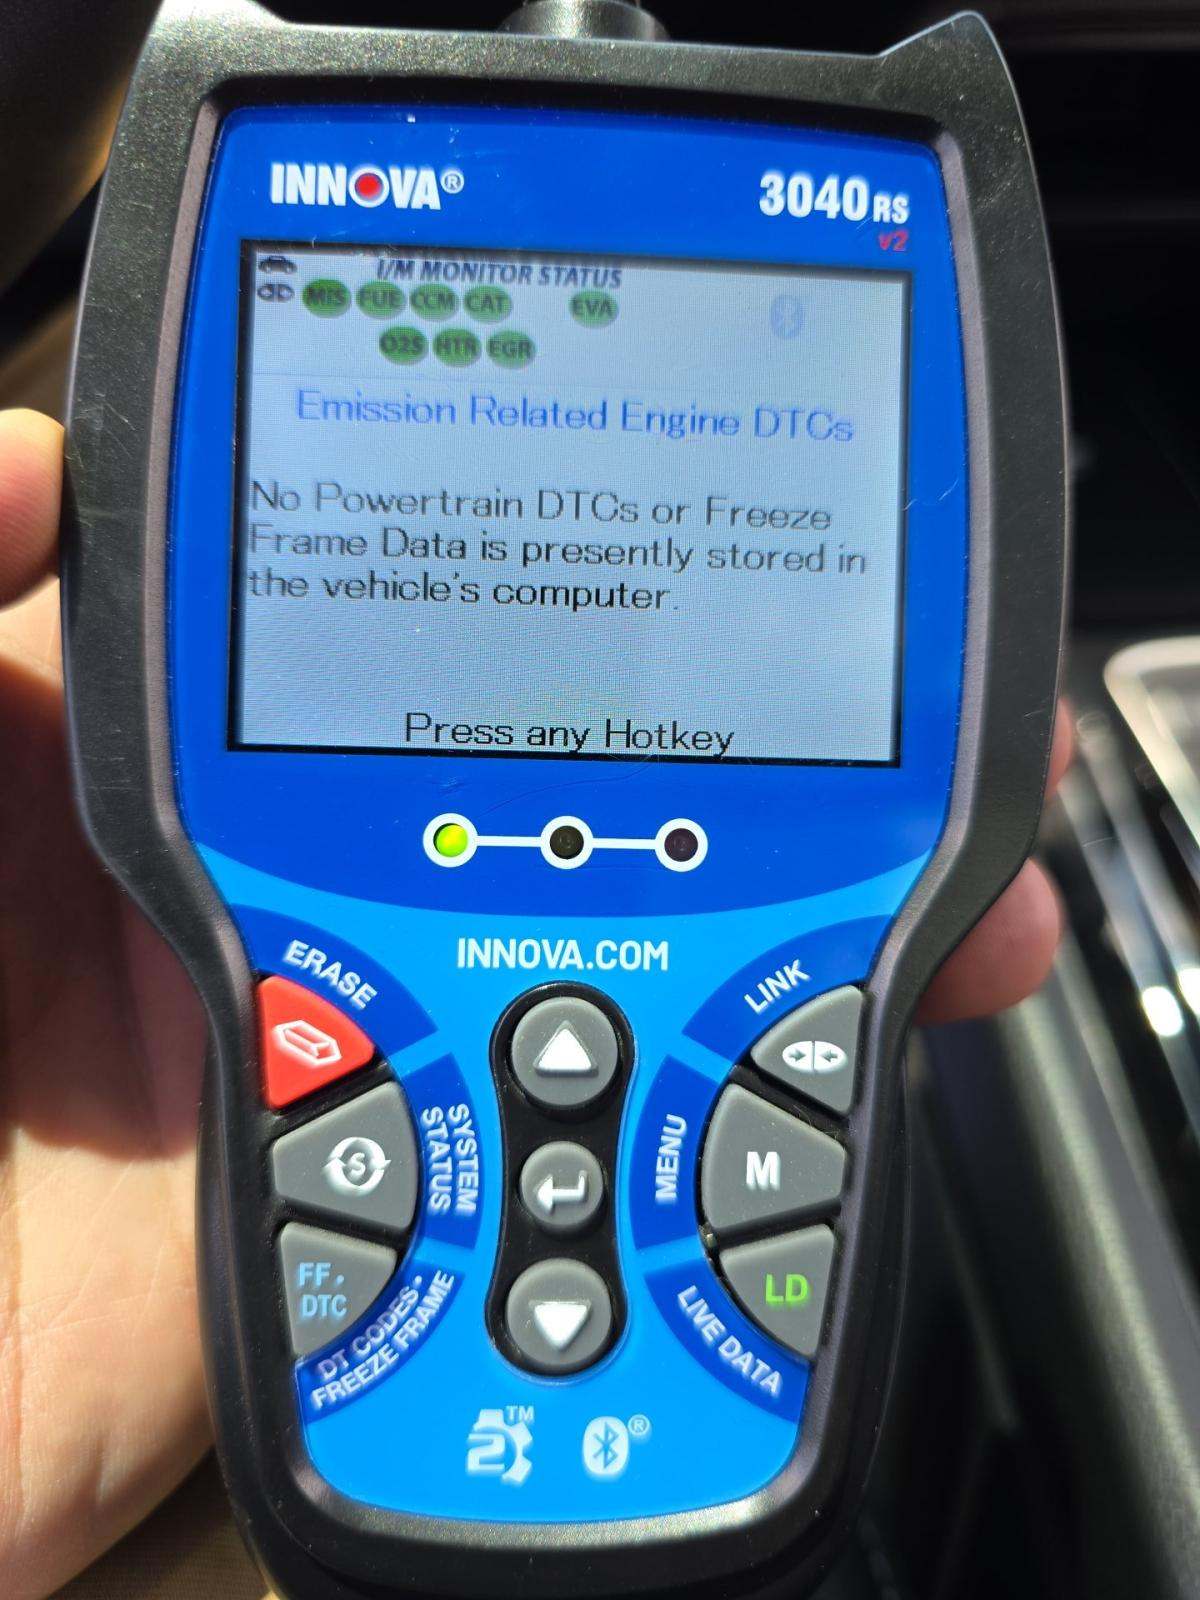 INNOVA®
3040RS
v2
I/M MONITOR STATUS
MIS FUE CCM CAT EVA
O2S HTR EGR
Emission Related Engine DTCs
No Powertrain DTCs or Freeze
Frame Data is presently stored in
the vehicle's computer.
Press any Hotkey
INNOVA.COM
ERASE
LINK
S
SYSTEM
STATUS
MENU
M
FF.
DTC
DT CODES•
FREEZE FRAME
LD
LIVE DATA
2 TM
®